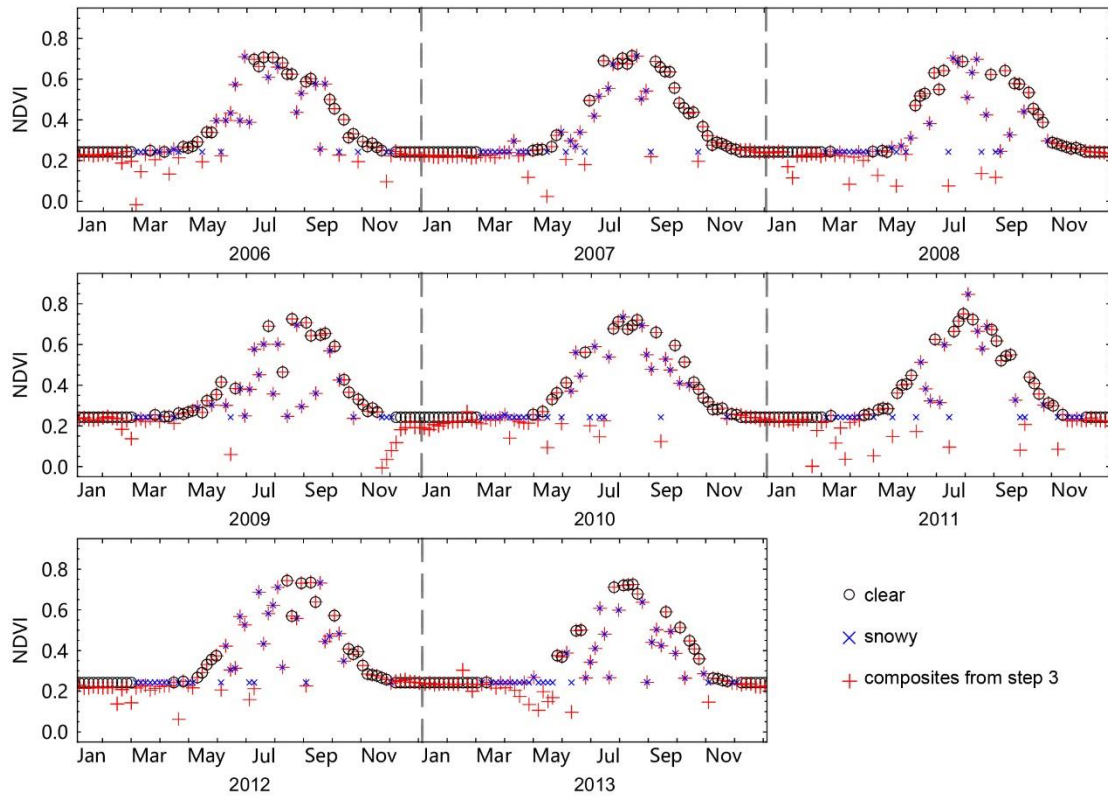 NDVI
0.8
0.6
0.4
0.2
0.0
Jan Mar May Jul Sep Nov Jan Mar May Jul Sep Nov Jan Mar May Jul Sep Nov
2006 2007 2008
NDVI
0.8
0.6
0.4
0.2
0.0
Jan Mar May Jul Sep Nov Jan Mar May Jul Sep Nov Jan Mar May Jul Sep Nov
2009 2010 2011
NDVI
0.8
0.6
0.4
0.2
0.0
Jan Mar May Jul Sep Nov Jan Mar May Jul Sep Nov
2012 2013
clear
snowy
composites from step 3